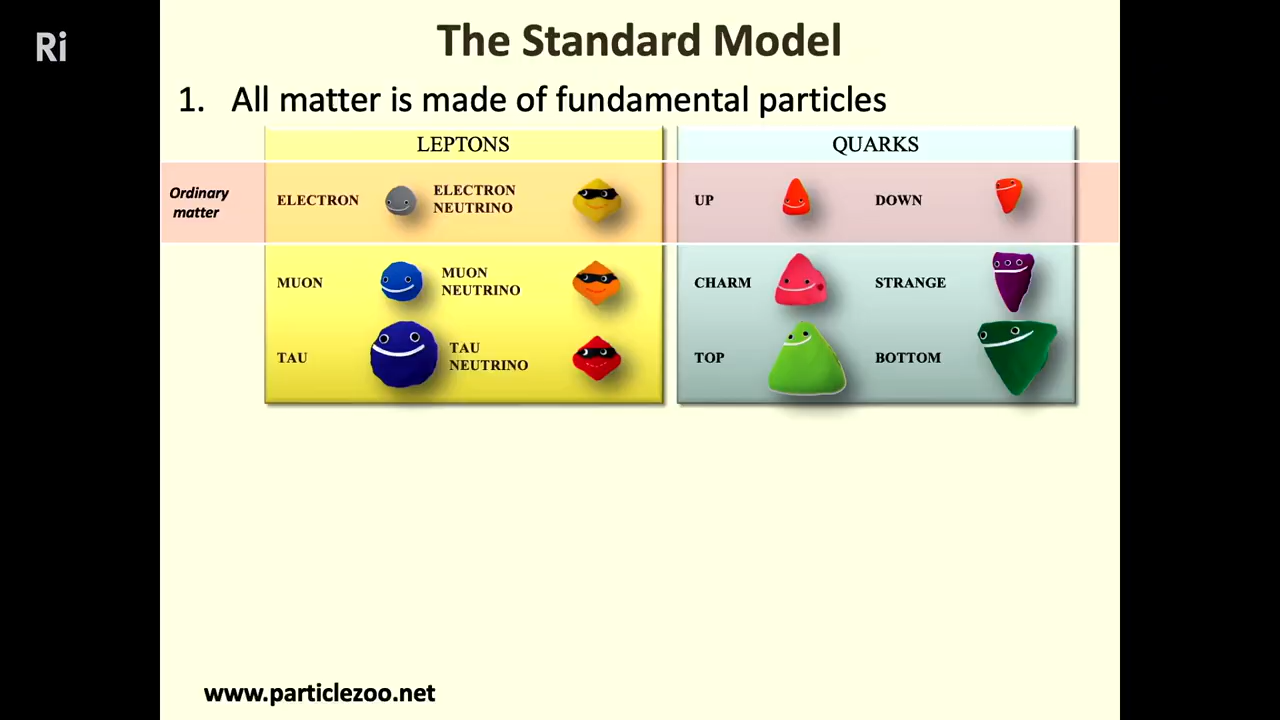 Ri
The Standard Model
1. All matter is made of fundamental particles
LEPTONS
QUARKS
Ordinary
matter
ELECTRON
ELECTRON
NEUTRINO
UP
DOWN
MUON
MUON
NEUTRINO
CHARM
STRANGE
TAU
TAU
NEUTRINO
TOP
BOTTOM
www.particlezoo.net